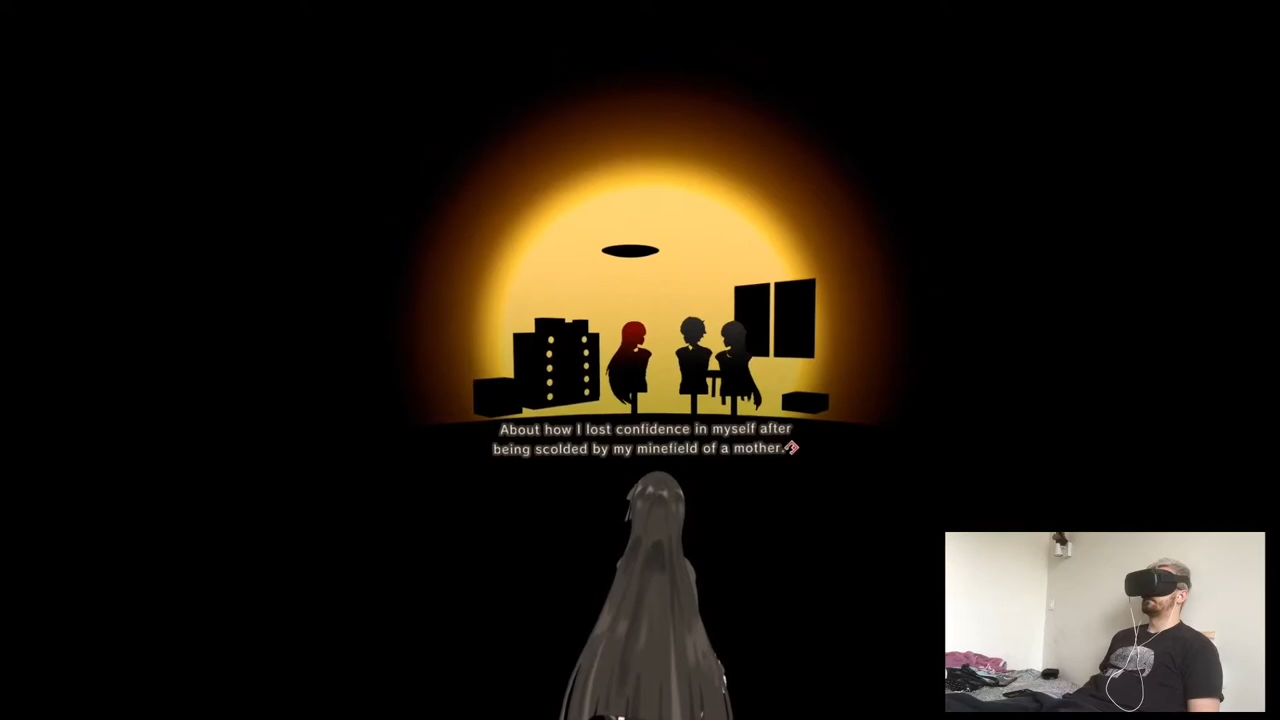 About how I lost confidence in myself after
being scolded by my minefield of a mother.